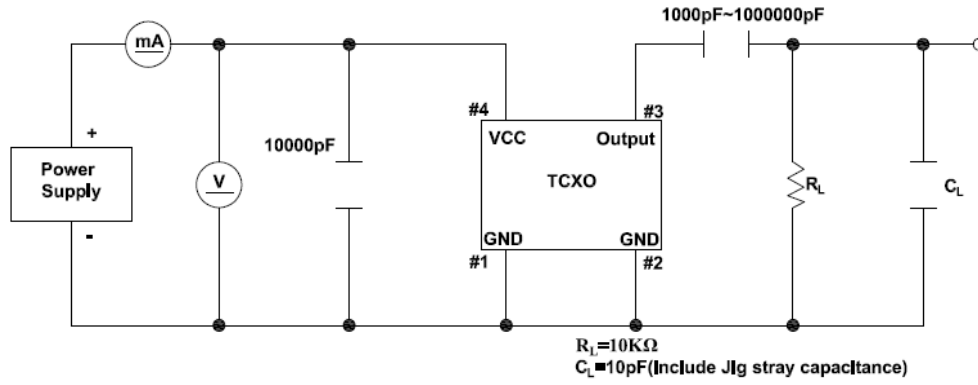 1000pF~1000000pF
mA
#4
#3
VCC
Output
10000pF
+
Power
Supply
-
V
TCXO
RL
CL
GND
GND
#1
#2
RL=10KΩ
CL=10pF(Include Jig stray capacitance)